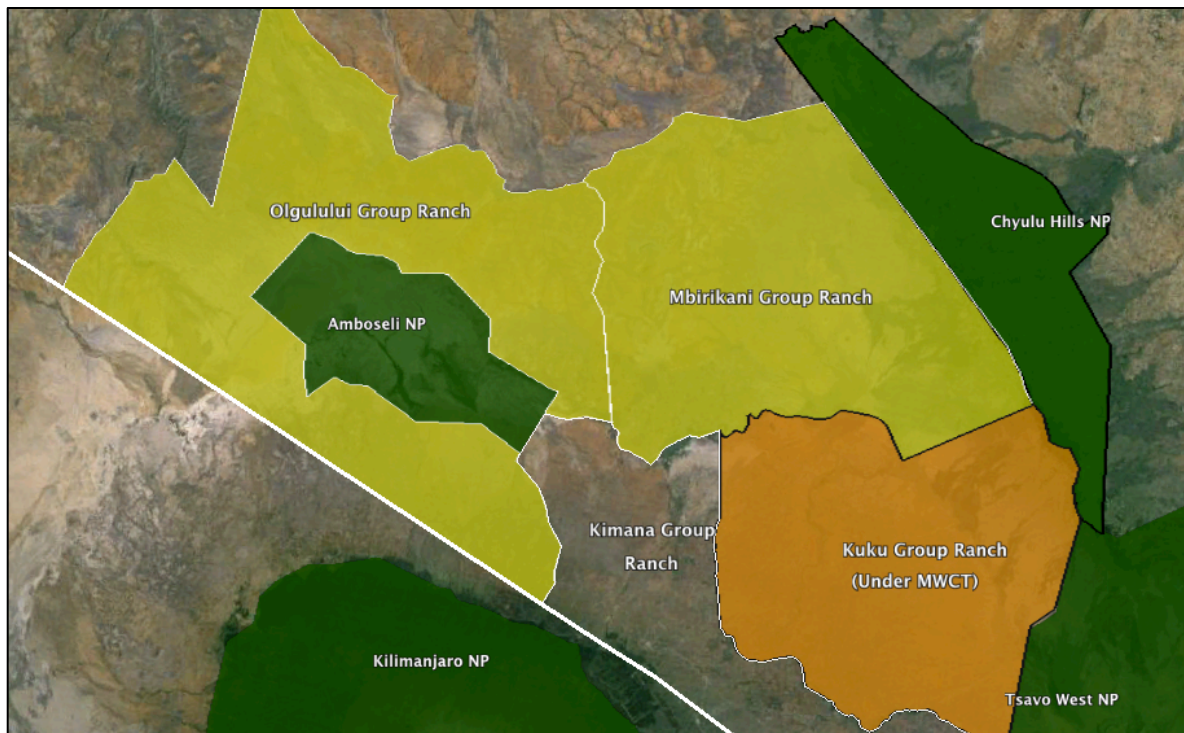 Olgulului Group Ranch
Chyulu Hills NP
Mbirikani Group Ranch
Amboseli NP
Kimana Group
Ranch
Kuku Group Ranch
(Under MWCT)
Kilimanjaro NP
Tsavo West NP